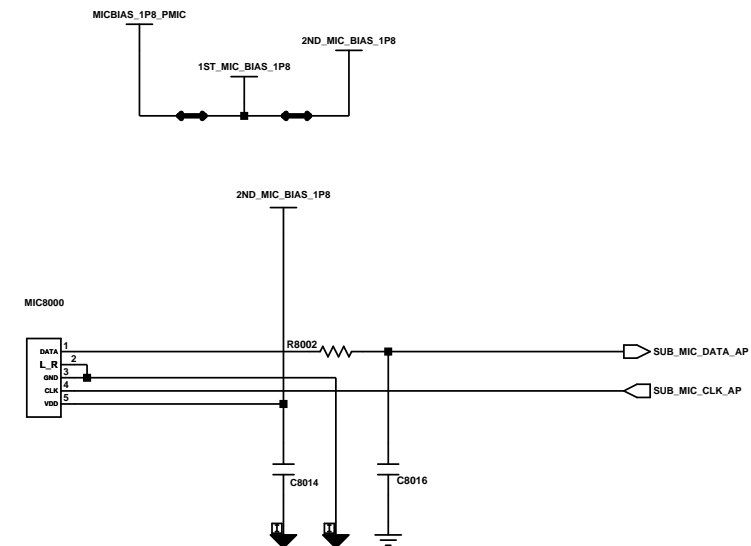 MICBIAS_1P8_PMIC
2ND_MIC_BIAS_1P8
1ST_MIC_BIAS_1P8
2ND_MIC_BIAS_1P8
MIC8000
R8002
DATA 1
L_R 2
GND 3
CLK 4
VDD 5
SUB_MIC_DATA_AP
SUB_MIC_CLK_AP
C8014
C8016
I
I